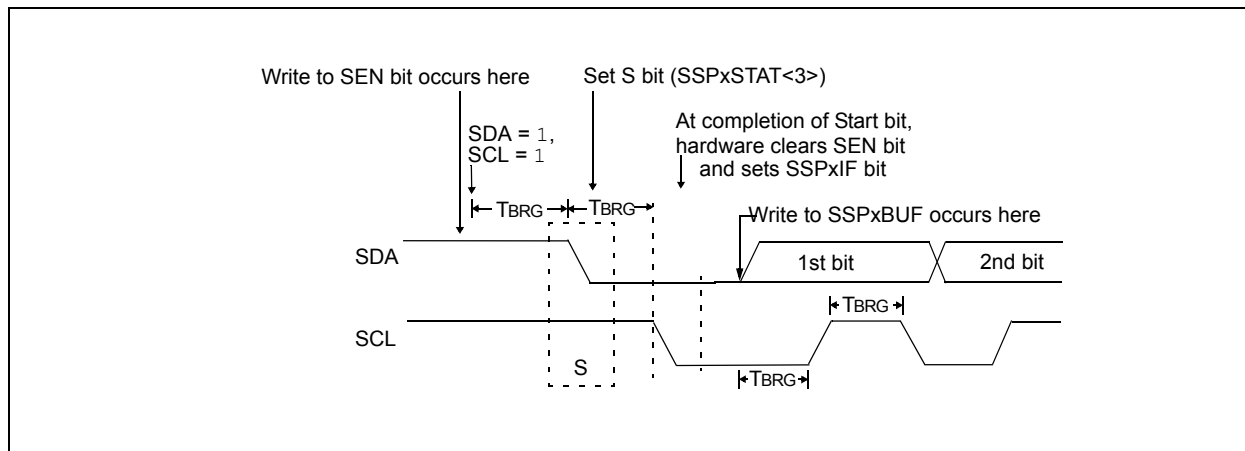 Write to SEN bit occurs here
Set S bit (SSPxSTAT<3>)
SDA = 1,
SCL = 1
At completion of Start bit,
hardware clears SEN bit
and sets SSPxIF bit
TBRG
TBRG
Write to SSPxBUF occurs here
SDA
1st bit
2nd bit
TBRG
SCL
S
TBRG